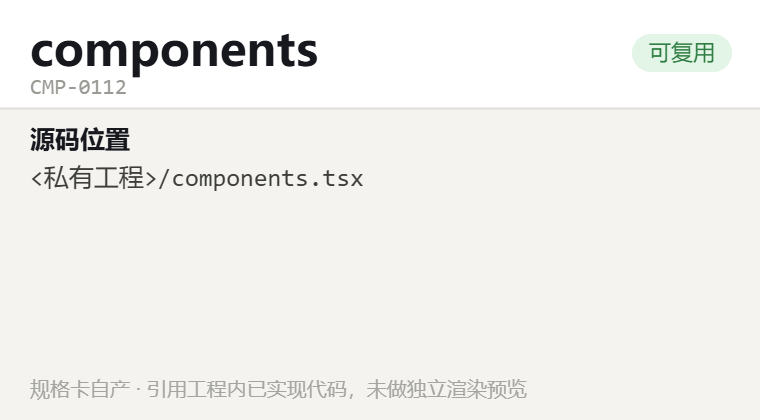 components
可复用
CMP-0112
源码位置
<私有工程>/components.tsx
规格卡自产 · 引用工程内已实现代码，未做独立渲染预览